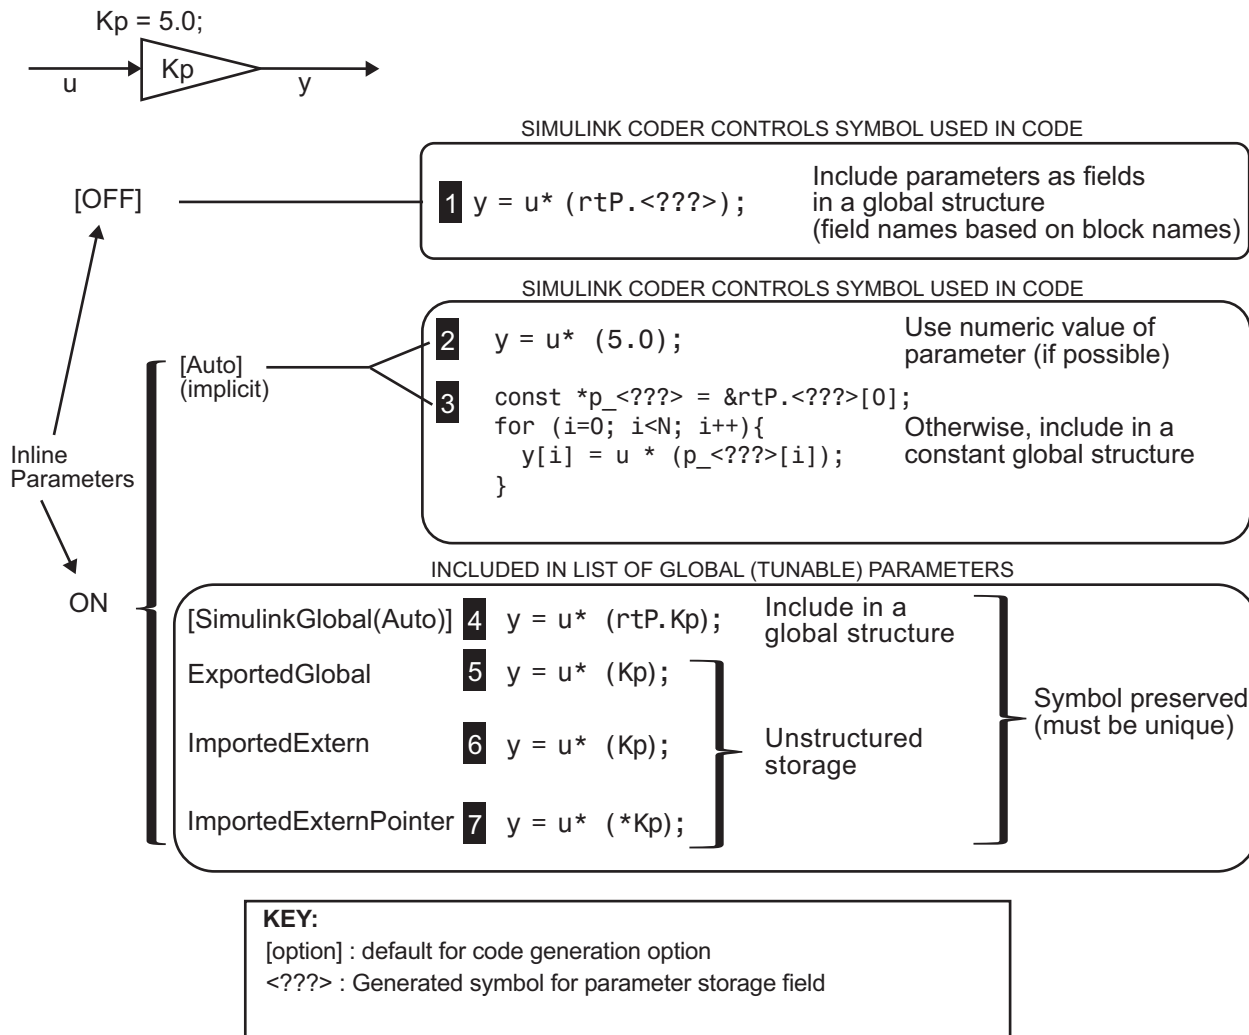 Kp = 5.0;
Kp
u
y
SIMULINK CODER CONTROLS SYMBOL USED IN CODE
[OFF]
1 y = u* (rtP.<???>);
Include parameters as fields
in a global structure
(field names based on block names)
SIMULINK CODER CONTROLS SYMBOL USED IN CODE
[Auto]
(implicit)
2 y = u* (5.0);
Use numeric value of
parameter (if possible)
3 const *p_<???> = &rtP.<???>[0];
for (i=0; i<N; i++){
y[i] = u * (p_<???>[i]);
}
Otherwise, include in a
constant global structure
Inline
Parameters
ON
INCLUDED IN LIST OF GLOBAL (TUNABLE) PARAMETERS
[SimulinkGlobal(Auto)] 4 y = u* (rtP.Kp);
Include in a
global structure
ExportedGlobal 5 y = u* (Kp);
ImportedExtern 6 y = u* (Kp);
Unstructured
storage
Symbol preserved
(must be unique)
ImportedExternPointer 7 y = u* (*Kp);
KEY:
[option] : default for code generation option
<???> : Generated symbol for parameter storage field